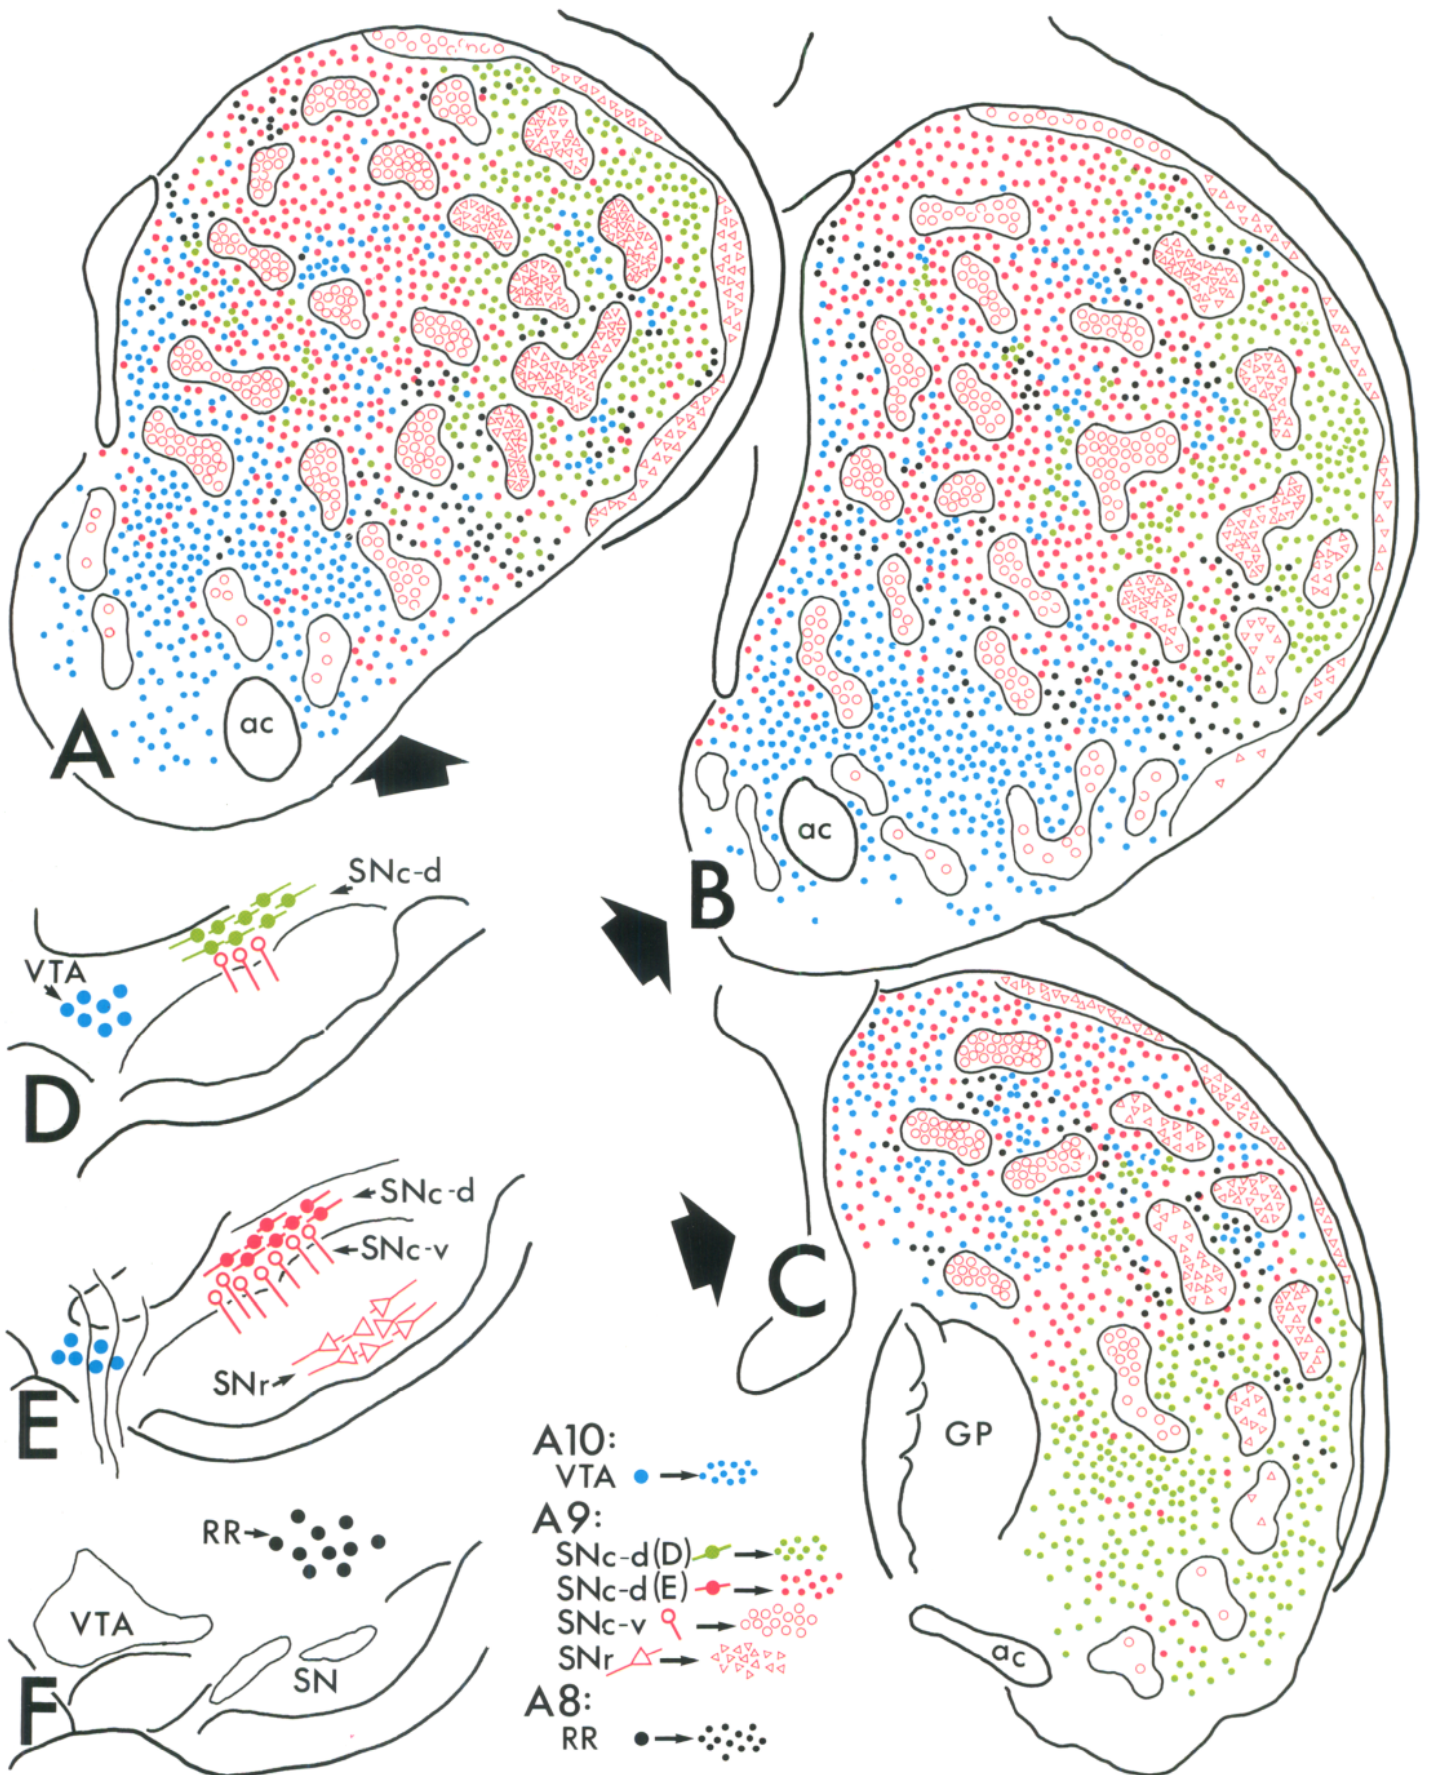 A
ac
B
ac
SNc-d
VTA
D
C
GP
ac
SNc-d
SNc-v
SNr
E
RR
VTA
SN
F
A10:
VTA
A9:
SNc-d(D)
SNc-d(E)
SNc-v
SNr
A8:
RR